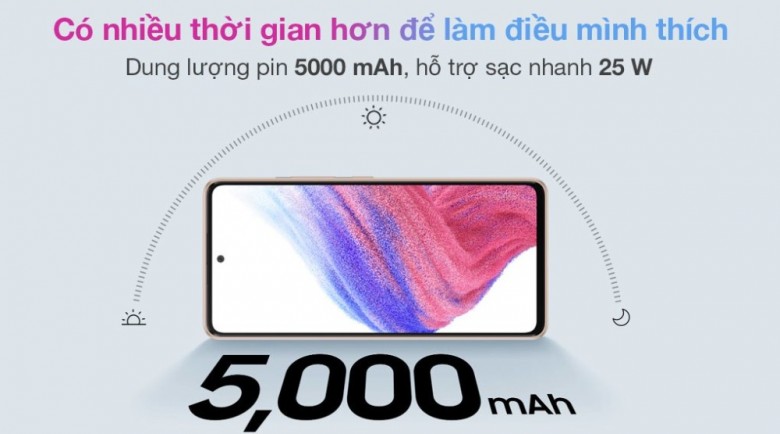 Có nhiều thời gian hơn để làm điều mình thích
Dung lượng pin 5000 mAh, hỗ trợ sạc nhanh 25 W
5,000 mAh